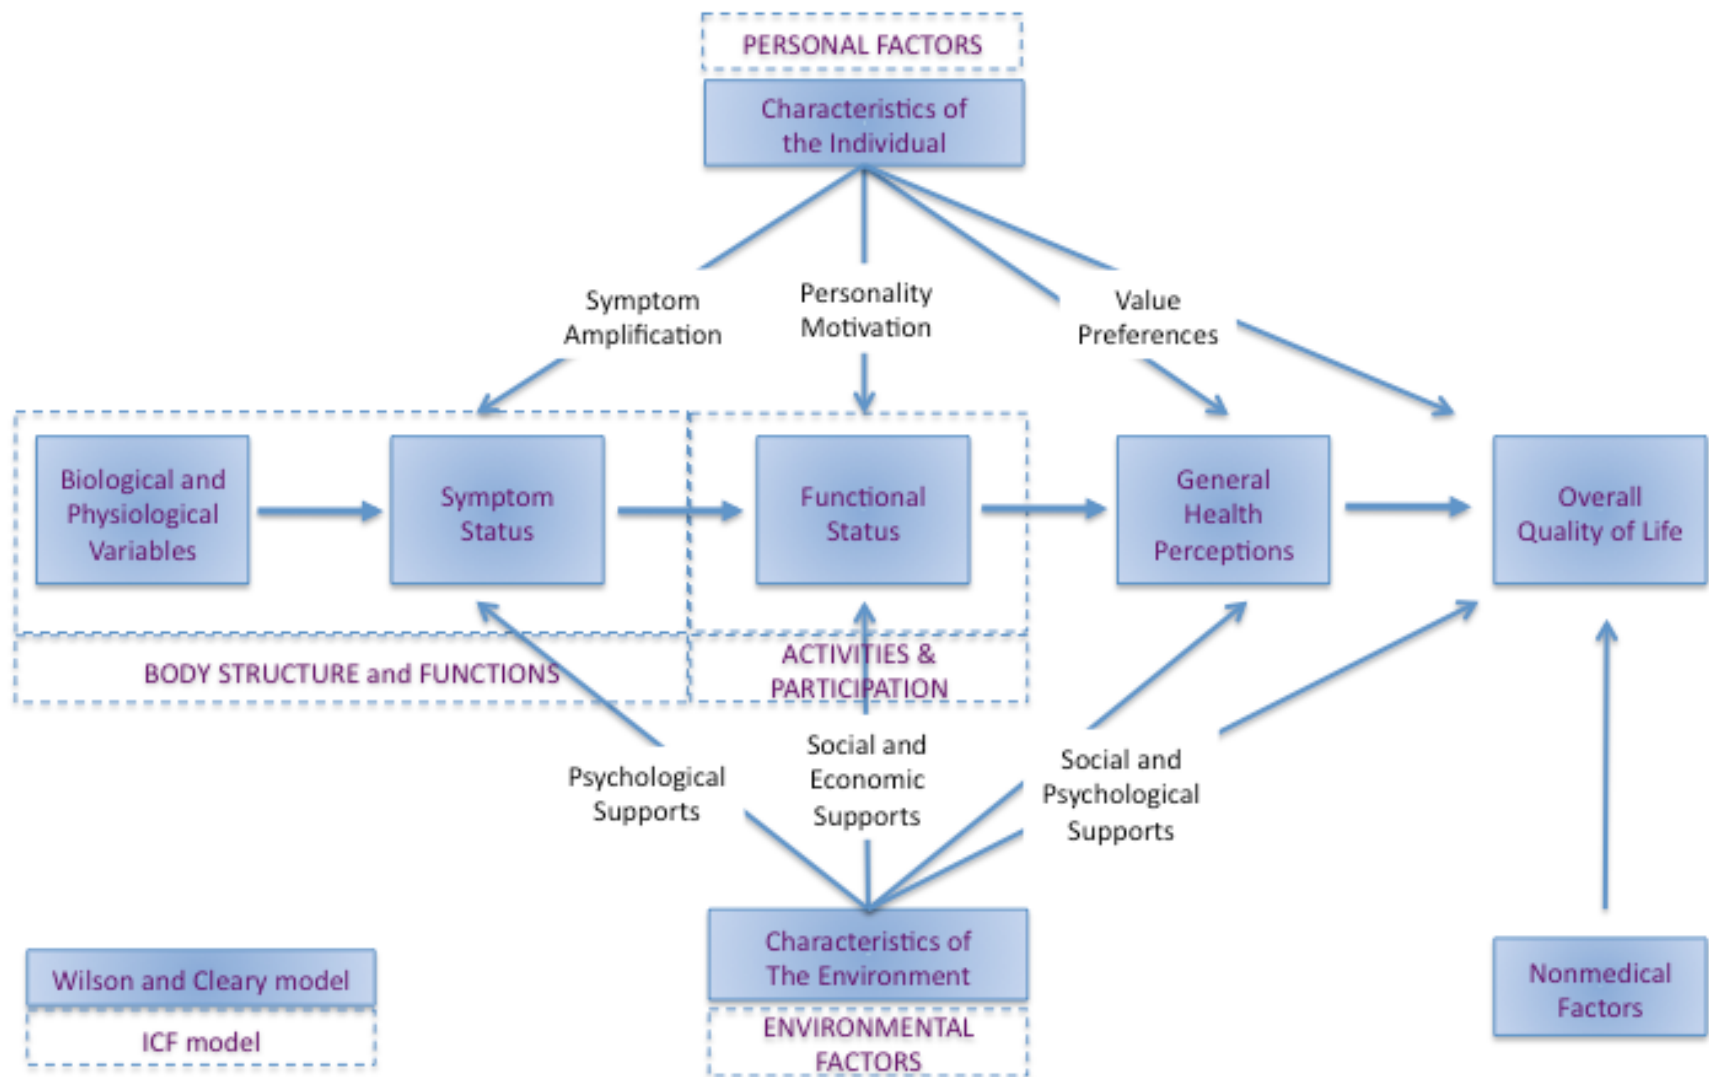 PERSONAL FACTORS
Characteristics of
the Individual
Symptom
Amplification
Personality
Motivation
Value
Preferences
Biological and
Physiological
Variables
Symptom
Status
Functional
Status
General
Health
Perceptions
Overall
Quality of Life
BODY STRUCTURE and FUNCTIONS
ACTIVITIES &
PARTICIPATION
Psychological
Supports
Social and
Economic
Supports
Social and
Psychological
Supports
Characteristics of
The Environment
ENVIRONMENTAL
FACTORS
Nonmedical
Factors
Wilson and Cleary model
ICF model